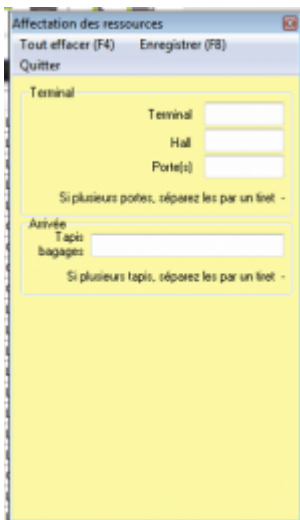 Affectation des ressources
Tout effacer (F4) Enregistrer (F8)
Quitter
Terminal
Terminal
Hall
Porte(s)
Si plusieurs portes, séparez les par un tiret -
Arrivée
Tapis
bagages
Si plusieurs tapis, séparez les par un tiret -